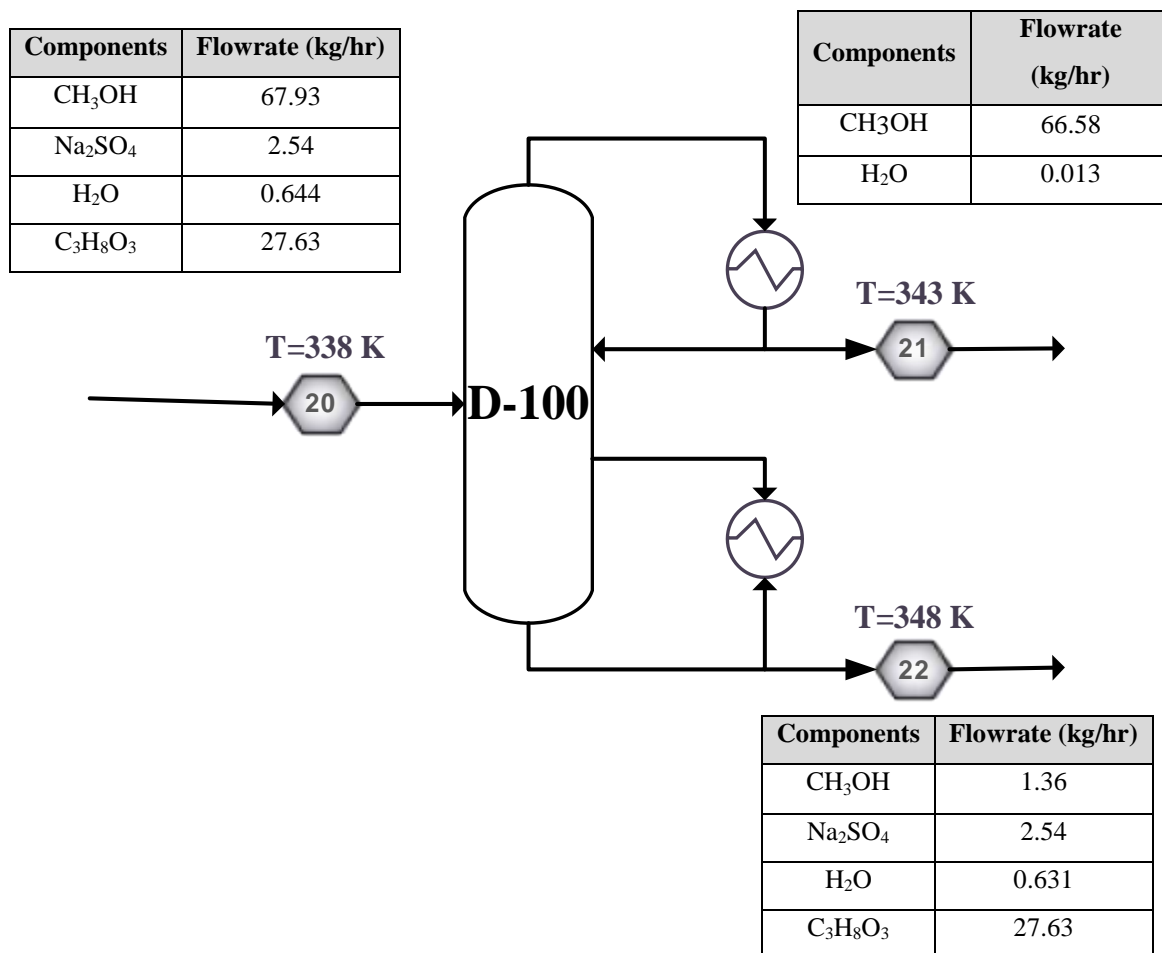 Components Flowrate (kg/hr)
CH₃OH 67.93
Na₂SO₄ 2.54
H₂O 0.644
C₃H₈O₃ 27.63
Components Flowrate
(kg/hr)
CH3OH 66.58
H₂O 0.013
T=338 K
20
D-100
T=343 K
21
T=348 K
22
Components Flowrate (kg/hr)
CH₃OH 1.36
Na₂SO₄ 2.54
H₂O 0.631
C₃H₈O₃ 27.63